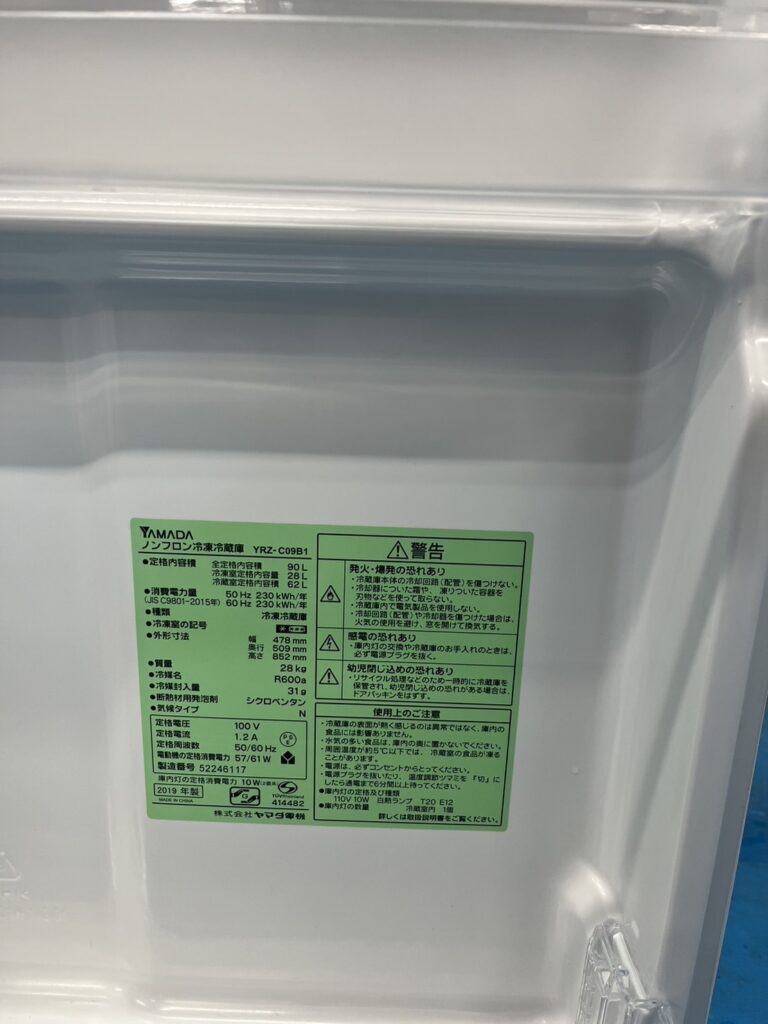 YAMADA
ノンフロン冷凍冷蔵庫 YRZ-C09B1
•定格内容積 全定格内容積 90 L
冷凍室定格内容量 28 L
冷蔵室定格内容積 62 L
•消費電力量 50 Hz 230 kWh/年
(JIS C9801-2015年) 60 Hz 230 kWh/年
•種類 冷凍冷蔵庫
•冷凍室の記号
•外形寸法 幅 478 mm
奥行 509 mm
高さ 852 mm
•質量 28 kg
•冷媒名 R600a
•冷媒封入量 31 g
•断熱材用発泡剤 シクロペンタン
•気候タイプ N
定格電圧 100 V
定格電流 1.2 A
定格周波数 50/60 Hz
電動機の定格消費電力 57/61 W
製造番号 52246117
PS
E
庫内灯の定格消費電力 10W
2019 年製
MADE IN CHINA
TÜVRheinland
414482
株式会社 ヤマダ電機
警告
発火・爆発の恐れあり
・冷蔵庫本体の冷却回路(配管)を傷つけない。
・冷却器についた霜や、凍りついた容器を
刃物などを使って取らない。
・冷蔵庫内で電気製品を使用しない。
・冷却回路(配管)や冷却器を傷つけた場合は、
火気の使用を避け、窓を開けて換気する。
感電の恐れあり
・庫内灯の交換や冷蔵庫のお手入れのときは、
必ず電源プラグを抜く。
幼児閉じ込めの恐れあり
・リサイクル処理などのため一時的に冷蔵庫を
保管され、幼児閉じ込めの恐れがある場合は、
ドアパッキンをはずす。
使用上のご注意
・冷蔵庫の表面が熱く感じるのは異常ではなく、庫内の
食品には影響ありません。
・水気の多い食品は、庫内の奥に置かないでください。
・周囲温度が約5℃以下では、冷蔵室の食品が凍る
ことがあります。
・電源は、必ずコンセントからとってください。
・電源プラグを抜いたり、温度調節ツマミを「切」に
したら通電まで6分間以上待ってください。
●庫内灯の定格及び種類
110V 10W 白熱ランプ T20 E12
●庫内灯の数量 冷蔵室内 1個
詳しくは取扱説明書をご覧ください。